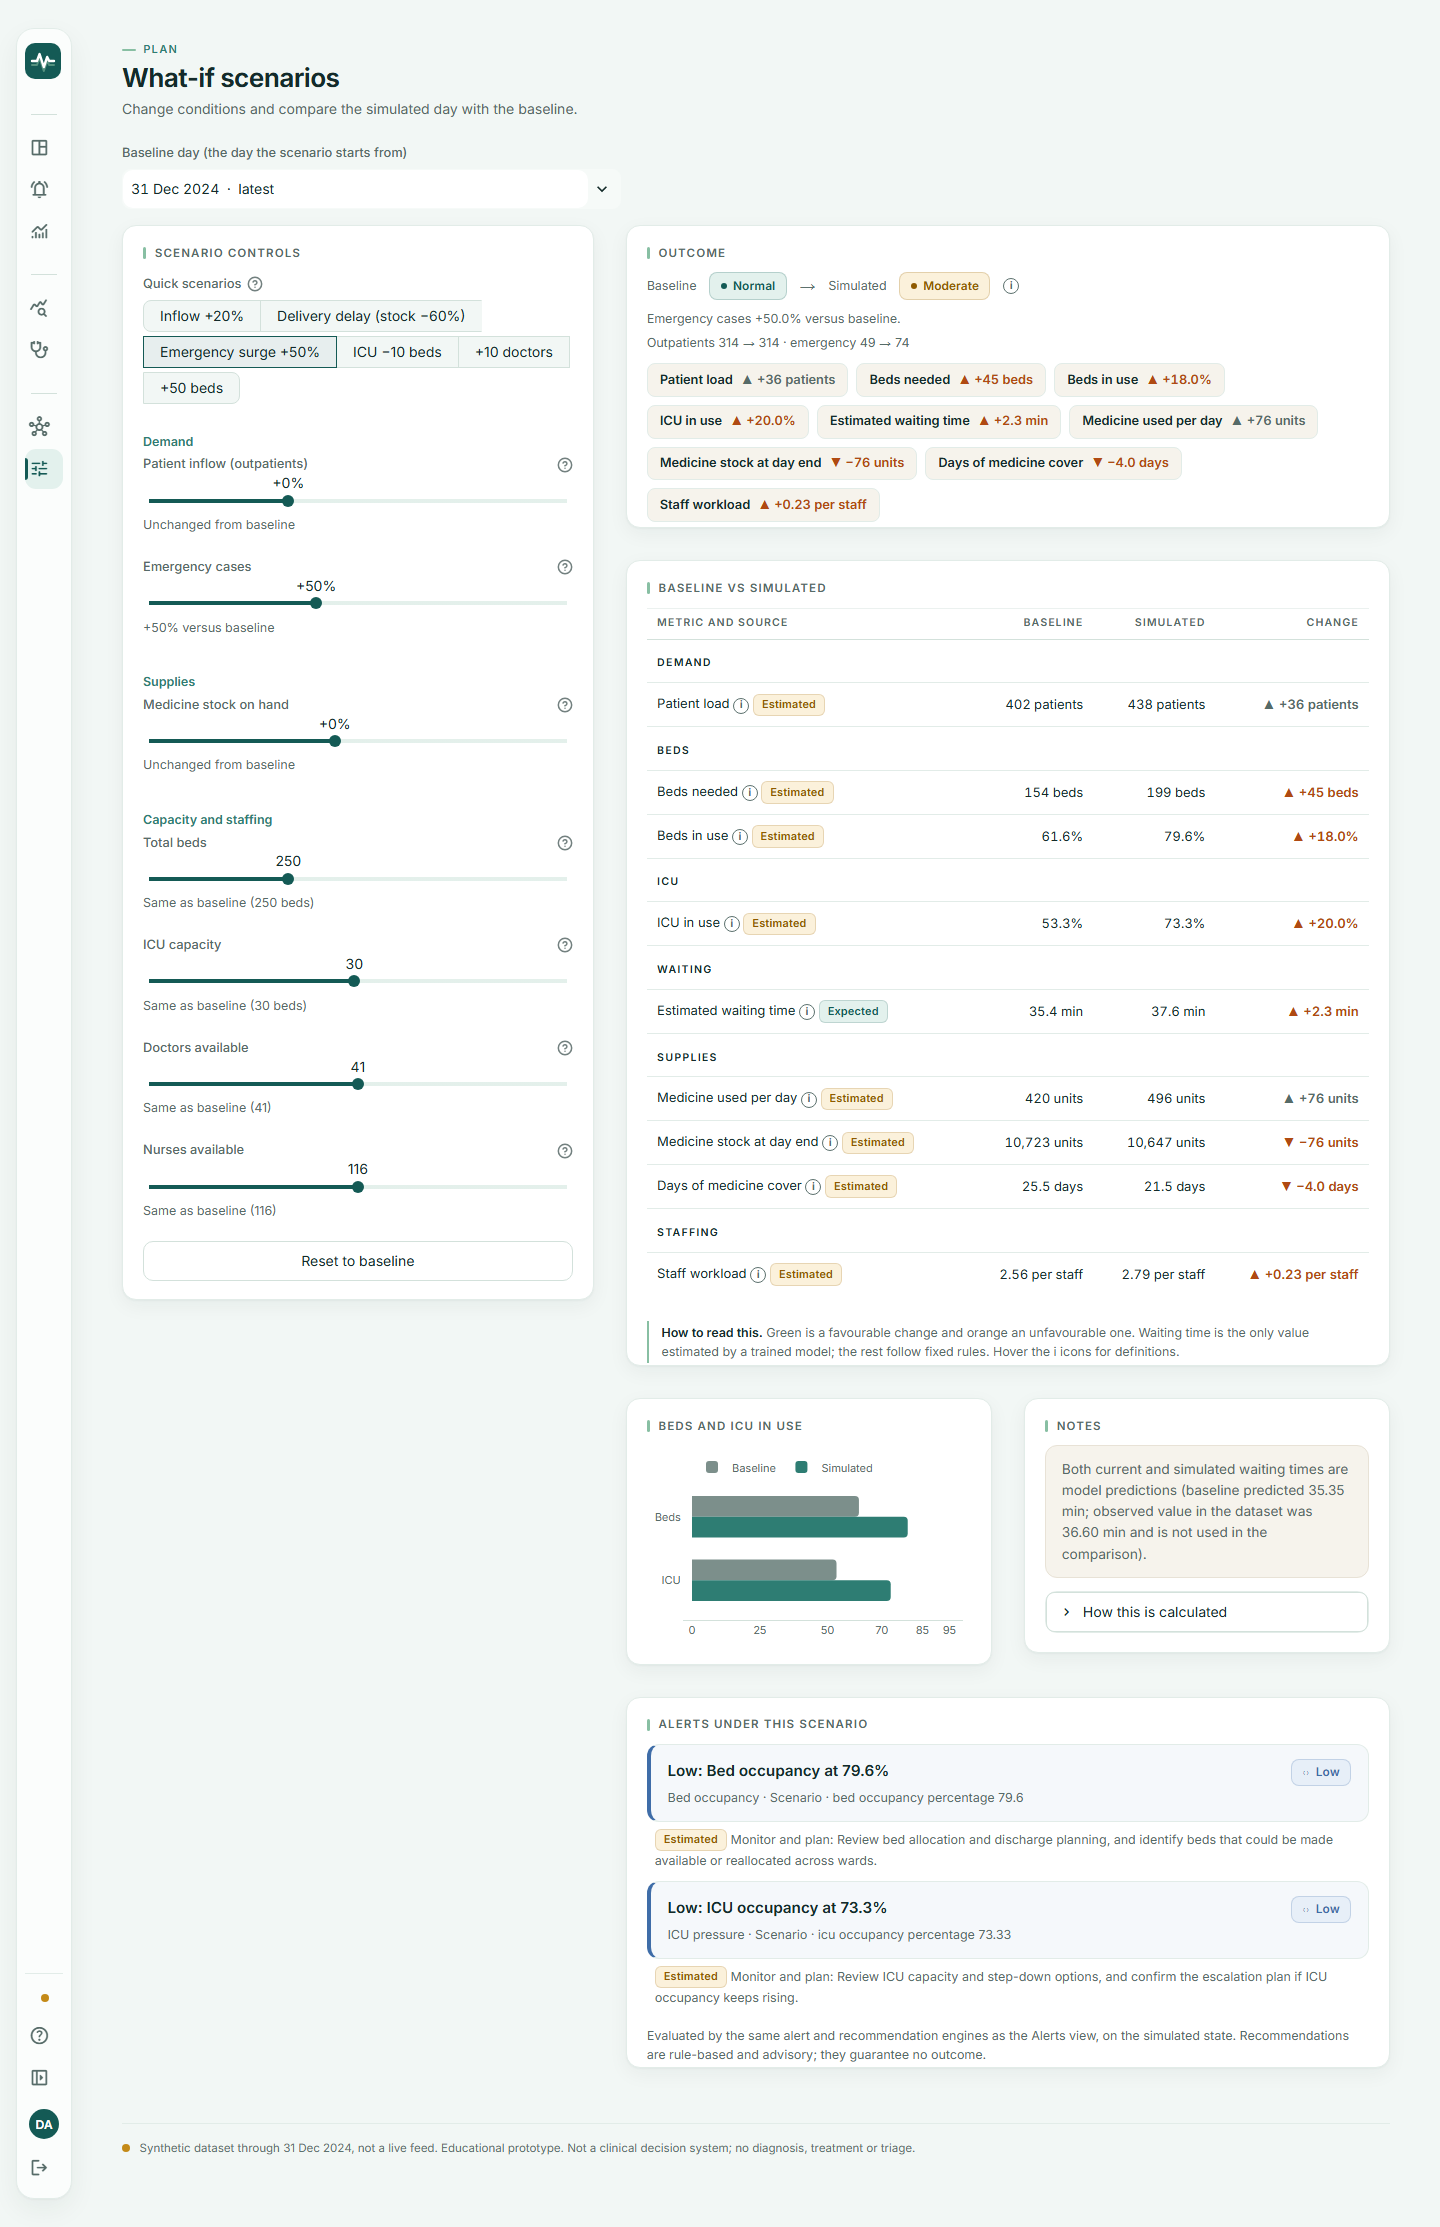 PLAN
What-if scenarios
Change conditions and compare the simulated day with the baseline.
Baseline day (the day the scenario starts from)
31 Dec 2024 · latest
SCENARIO CONTROLS
Quick scenarios
Inflow +20%
Delivery delay (stock −60%)
Emergency surge +50%
ICU −10 beds
+10 doctors
+50 beds
Demand
Patient inflow (outpatients)
+0%
Unchanged from baseline
Emergency cases
+50%
+50% versus baseline
Supplies
Medicine stock on hand
+0%
Unchanged from baseline
Capacity and staffing
Total beds
250
Same as baseline (250 beds)
ICU capacity
30
Same as baseline (30 beds)
Doctors available
41
Same as baseline (41)
Nurses available
116
Same as baseline (116)
Reset to baseline
OUTCOME
Baseline Normal → Simulated Moderate
Emergency cases +50.0% versus baseline.
Outpatients 314 → 314 · emergency 49 → 74
Patient load ▲ +36 patients
Beds needed ▲ +45 beds
Beds in use ▲ +18.0%
ICU in use ▲ +20.0%
Estimated waiting time ▲ +2.3 min
Medicine used per day ▲ +76 units
Medicine stock at day end ▼ −76 units
Days of medicine cover ▼ −4.0 days
Staff workload ▲ +0.23 per staff
BASELINE VS SIMULATED
METRIC AND SOURCE BASELINE SIMULATED CHANGE
DEMAND
Patient load Estimated 402 patients 438 patients ▲ +36 patients
BEDS
Beds needed Estimated 154 beds 199 beds ▲ +45 beds
Beds in use Estimated 61.6% 79.6% ▲ +18.0%
ICU
ICU in use Estimated 53.3% 73.3% ▲ +20.0%
WAITING
Estimated waiting time Expected 35.4 min 37.6 min ▲ +2.3 min
SUPPLIES
Medicine used per day Estimated 420 units 496 units ▲ +76 units
Medicine stock at day end Estimated 10,723 units 10,647 units ▼ −76 units
Days of medicine cover Estimated 25.5 days 21.5 days ▼ −4.0 days
STAFFING
Staff workload Estimated 2.56 per staff 2.79 per staff ▲ +0.23 per staff
How to read this. Green is a favourable change and orange an unfavourable one. Waiting time is the only value
estimated by a trained model; the rest follow fixed rules. Hover the i icons for definitions.
BEDS AND ICU IN USE
Baseline Simulated
Beds
ICU
0 25 50 70 85 95
NOTES
Both current and simulated waiting times are
model predictions (baseline predicted 35.35
min; observed value in the dataset was
36.60 min and is not used in the
comparison).
How this is calculated
ALERTS UNDER THIS SCENARIO
Low: Bed occupancy at 79.6%
Low
Bed occupancy · Scenario · bed occupancy percentage 79.6
Estimated Monitor and plan: Review bed allocation and discharge planning, and identify beds that could be made
available or reallocated across wards.
Low: ICU occupancy at 73.3%
Low
ICU pressure · Scenario · icu occupancy percentage 73.33
Estimated Monitor and plan: Review ICU capacity and step-down options, and confirm the escalation plan if ICU
occupancy keeps rising.
Evaluated by the same alert and recommendation engines as the Alerts view, on the simulated state. Recommendations
are rule-based and advisory; they guarantee no outcome.
DA
Synthetic dataset through 31 Dec 2024, not a live feed. Educational prototype. Not a clinical decision system; no diagnosis, treatment or triage.